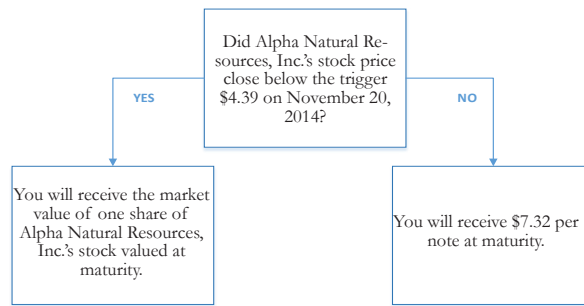 Did Alpha Natural Re-
sources, Inc.'s stock price
close below the trigger
$4.39 on November 20,
2014?
YES
NO
You will receive the market
value of one share of
Alpha Natural Resources,
Inc.'s stock valued at
maturity.
You will receive $7.32 per
note at maturity.